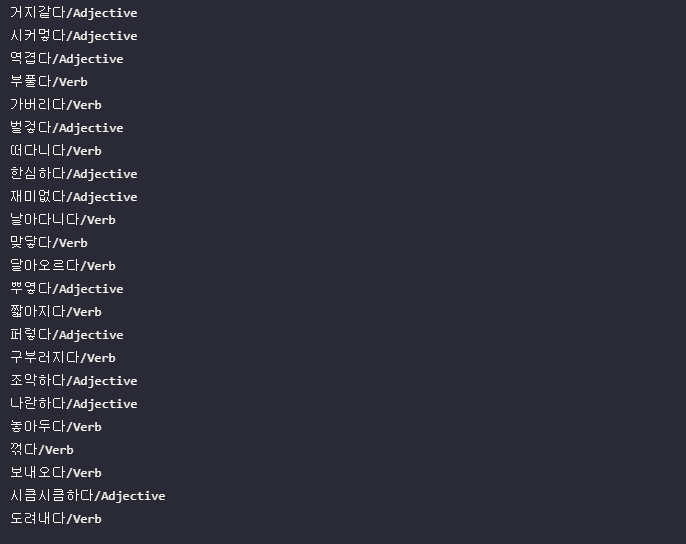 거지같다/Adjective
시커멓다/Adjective
역겹다/Adjective
부풀다/Verb
가버리다/Verb
벌겋다/Adjective
떠다니다/Verb
한심하다/Adjective
재미없다/Adjective
날아다니다/Verb
맞닿다/Verb
달아오르다/Verb
뿌옇다/Adjective
짧아지다/Verb
퍼렇다/Adjective
구부러지다/Verb
조악하다/Adjective
나란하다/Adjective
놓아두다/Verb
꺾다/Verb
보내오다/Verb
시큼시큼하다/Adjective
도려내다/Verb